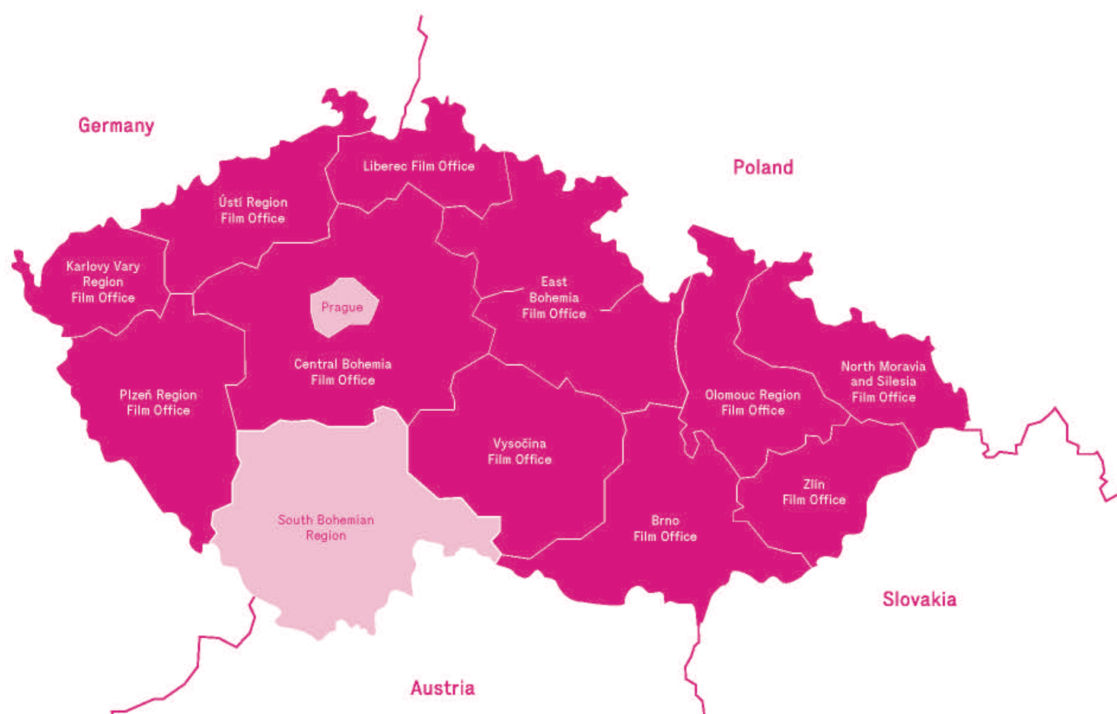 Germany
Poland
Liberec Film Office
Ústí Region
Film Office
Karlovy Vary
Region
Film Office
East
Bohemia
Film Office
Prague
Central Bohemia
Film Office
North Moravia
and Silesia
Film Office
Plzeň Region
Film Office
Olomouc Region
Film Office
Vysočina
Film Office
Zlín
Film Office
South Bohemian
Region
Brno
Film Office
Slovakia
Austria